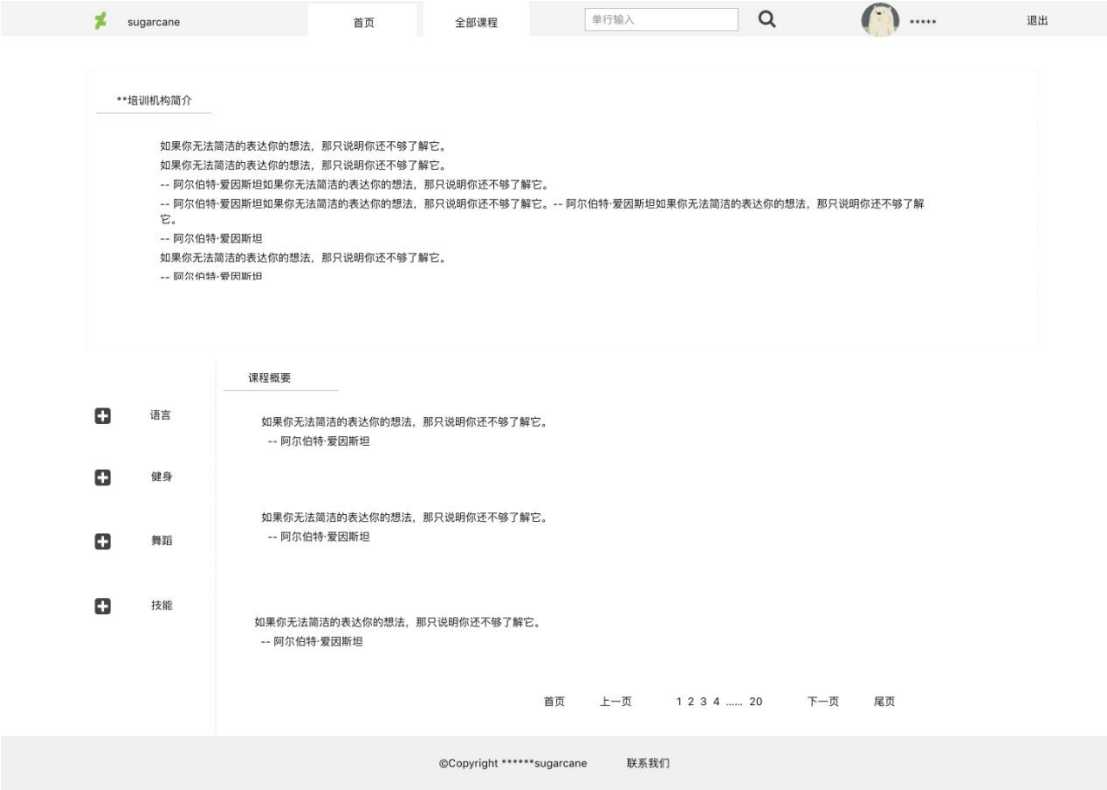 sugarcane 首页 全部课程 单行输入 ***** 退出
**培训机构简介
如果你无法简洁的表达你的想法，那只说明你还不够了解它。
如果你无法简洁的表达你的想法，那只说明你还不够了解它。
-- 阿尔伯特·爱因斯坦如果你无法简洁的表达你的想法，那只说明你还不够了解它。
-- 阿尔伯特·爱因斯坦如果你无法简洁的表达你的想法，那只说明你还不够了解它。-- 阿尔伯特·爱因斯坦如果你无法简洁的表达你的想法，那只说明你还不够了解
它。
-- 阿尔伯特·爱因斯坦
如果你无法简洁的表达你的想法，那只说明你还不够了解它。
-- 阿尔伯特·爱因斯坦
语言
健身
舞蹈
技能
课程概要
如果你无法简洁的表达你的想法，那只说明你还不够了解它。
-- 阿尔伯特·爱因斯坦
如果你无法简洁的表达你的想法，那只说明你还不够了解它。
-- 阿尔伯特·爱因斯坦
如果你无法简洁的表达你的想法，那只说明你还不够了解它。
-- 阿尔伯特·爱因斯坦
首页 上一页 1 2 3 4 ...... 20 下一页 尾页
©Copyright ******sugarcane 联系我们